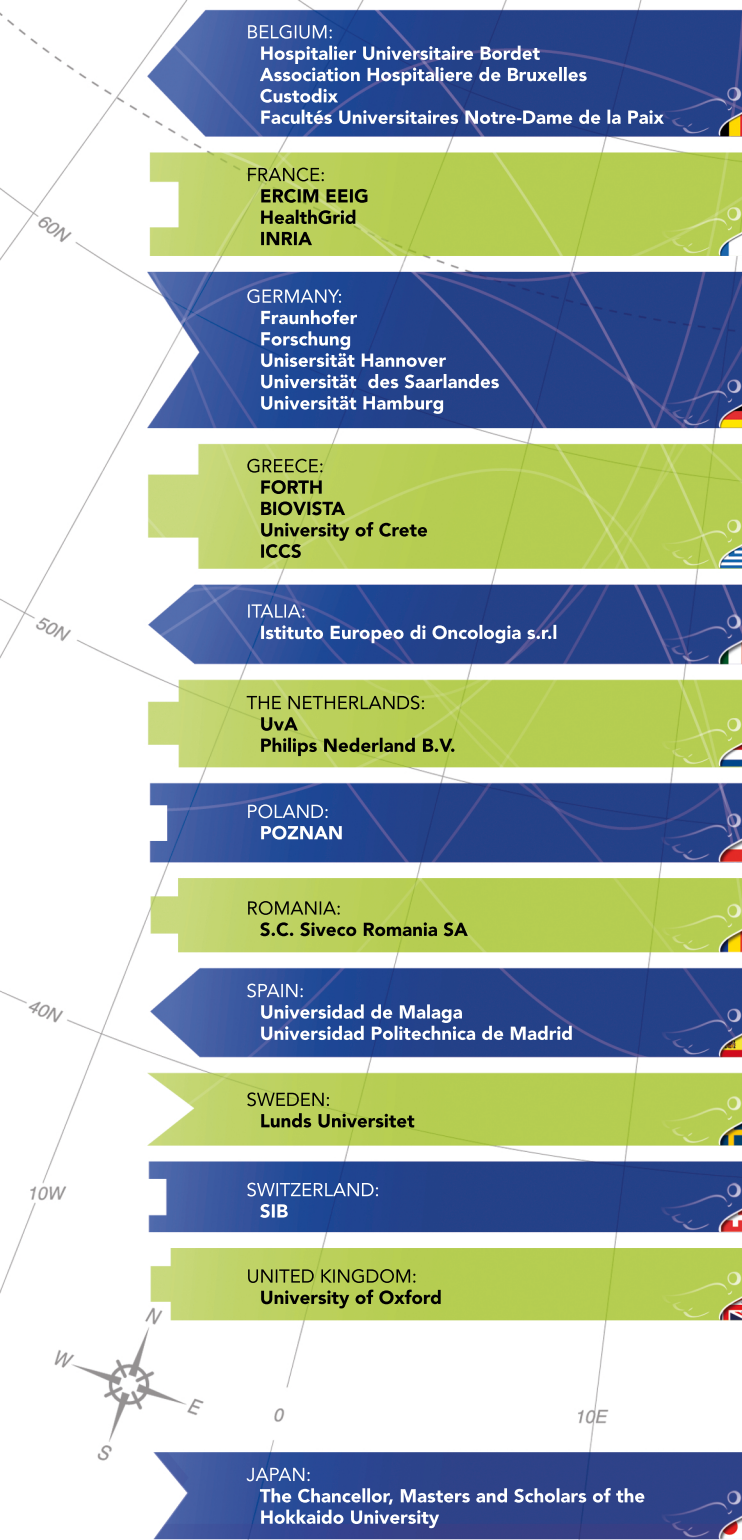 BELGIUM:
Hospitalier Universitaire Bordet
Association Hospitaliere de Bruxelles
Custodix
Facultés Universitaires Notre-Dame de la Paix
FRANCE:
ERCIM EEIG
HealthGrid
INRIA
60N
GERMANY:
Fraunhofer
Forschung
Unisersität Hannover
Universität  des Saarlandes
Universität Hamburg
GREECE:
FORTH
BIOVISTA
University of Crete
ICCS
ITALIA:
Istituto Europeo di Oncologia s.r.l
50N
THE NETHERLANDS:
UvA
Philips Nederland B.V.
POLAND:
POZNAN
ROMANIA:
S.C. Siveco Romania SA
SPAIN:
Universidad de Malaga
Universidad Politechnica de Madrid
40N
SWEDEN:
Lunds Universitet
SWITZERLAND:
SIB
10W
UNITED KINGDOM:
University of Oxford
N
W
E
S
0
10E
JAPAN:
The Chancellor, Masters and Scholars of the
Hokkaido University